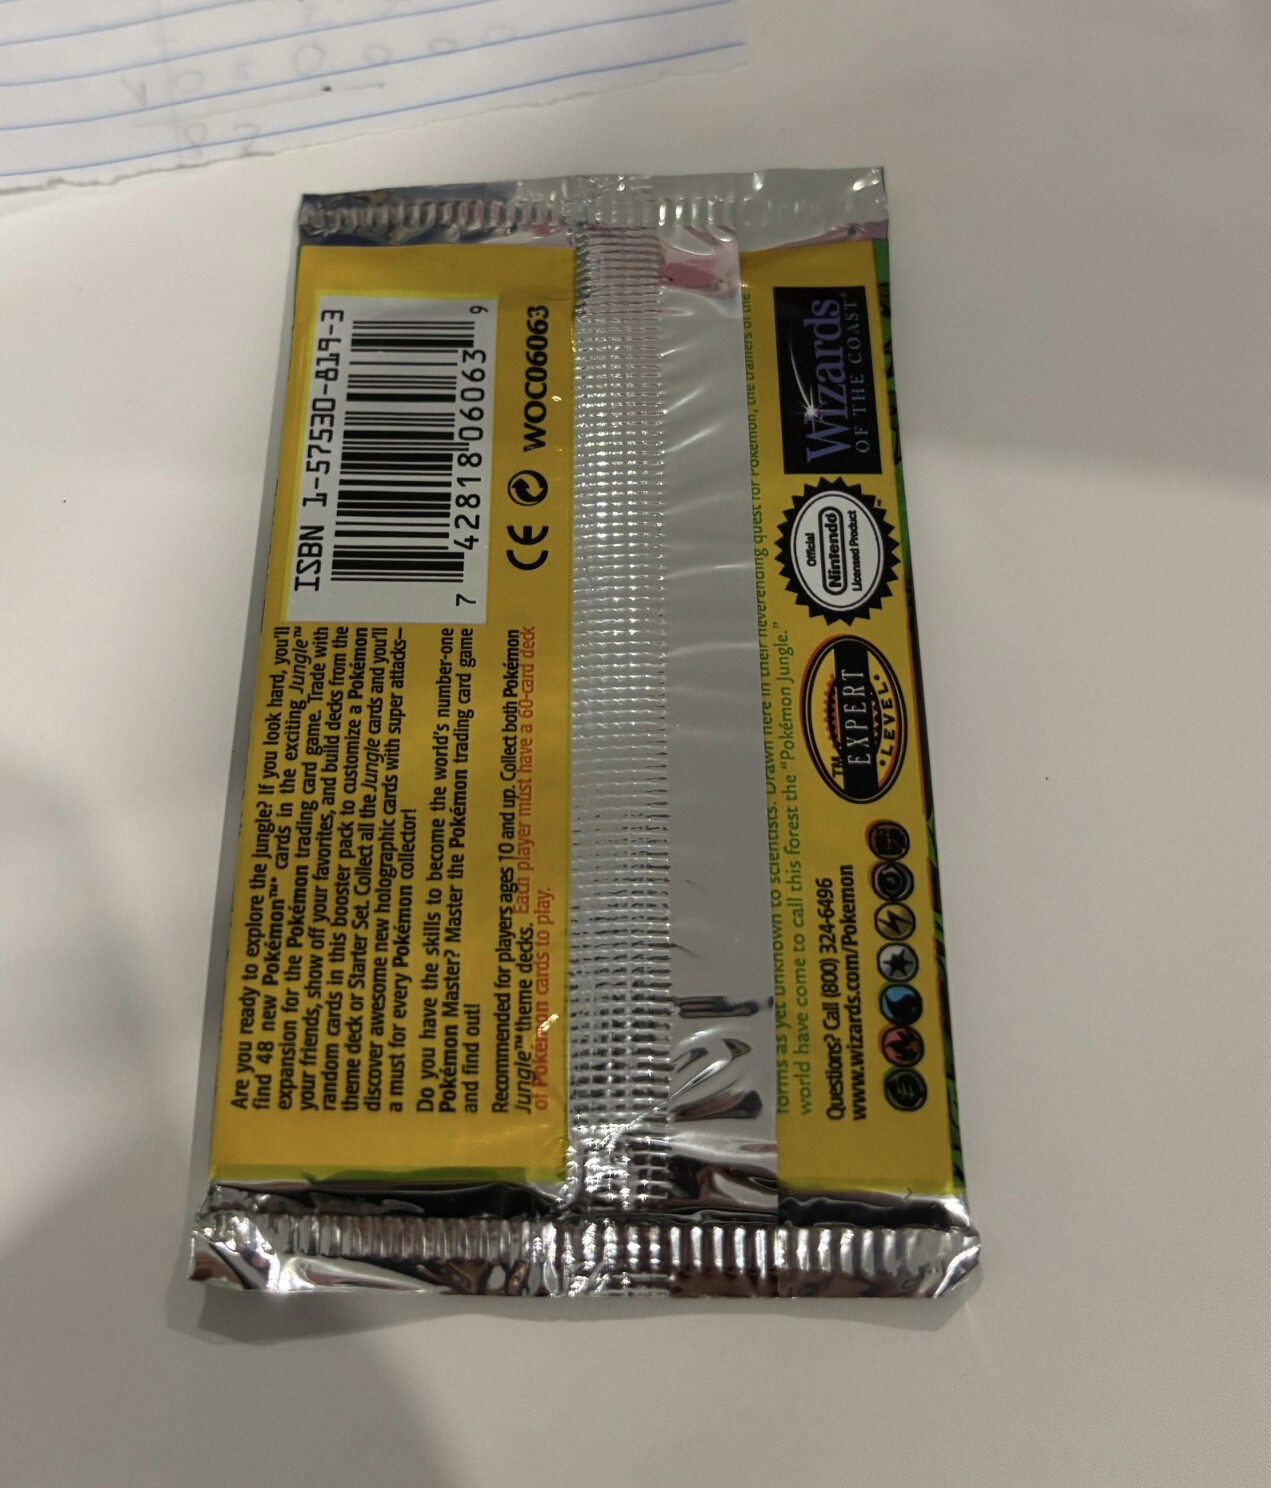 Are you ready to explore the jungle? If you look hard, you'll
find 48 new Pokémon™* cards in the exciting Jungle™
expansion for the Pokémon trading card game. Trade with
your friends, show off your favorites, and build decks from the
random cards in this booster pack to customize a Pokémon
theme deck or Starter Set. Collect all the Jungle cards and you'll
discover awesome new holographic cards with super attacks—
a must for every Pokémon collector!
Do you have the skills to become the world's number-one
Pokémon Master? Master the Pokémon trading card game
and find out!
Recommended for players ages 10 and up. Collect both Pokémon
Jungle™ theme decks. Each player must have a 60-card deck
of Pokémon cards to play.
ISBN 1-57530-819-3
7 42818 06063 9
CE WOC06063
forms as yet unknown to scientists. Drawn here in their neverending quest for Pokémon, the trainers of the
world have come to call this forest the “Pokémon Jungle.”
Questions? Call (800) 324-6496
www.wizards.com/Pokemon
TM
EXPERT
LEVEL
Official
Nintendo
Licensed Product
™
Wizards
OF THE COAST®